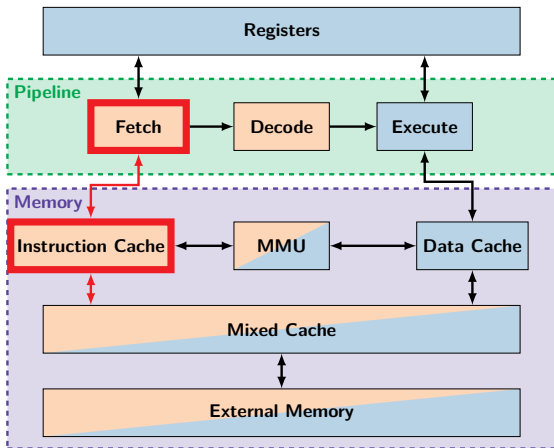 Registers
Pipeline
Fetch
Decode
Execute
Memory
Instruction Cache
MMU
Data Cache
Mixed Cache
External Memory